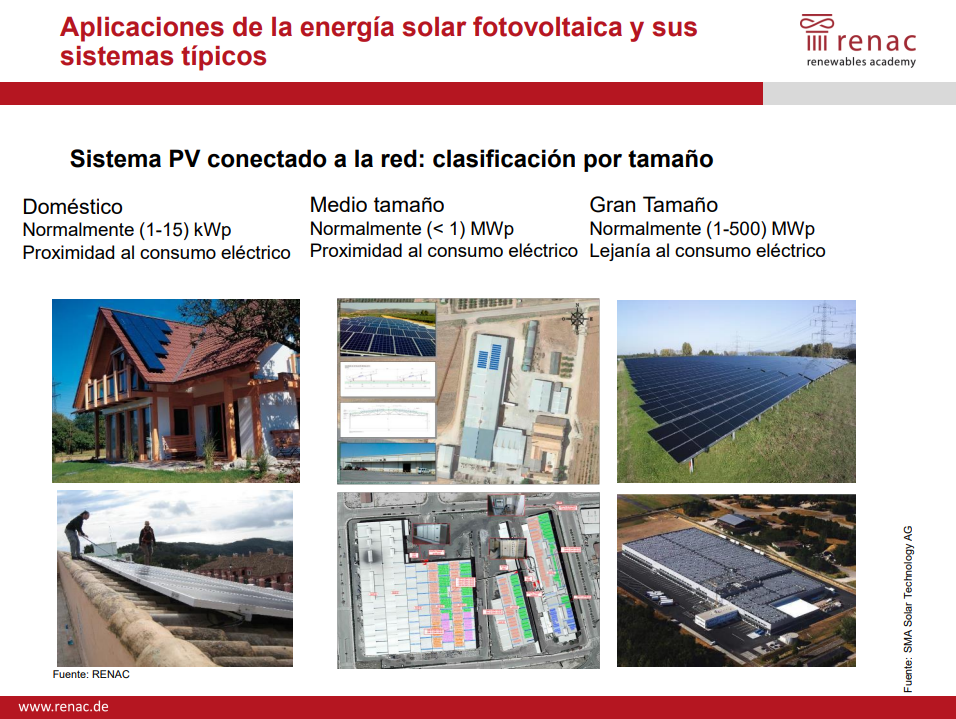 Aplicaciones de la energía solar fotovoltaica y sus
sistemas típicos
renac
renewables academy
Sistema PV conectado a la red: clasificación por tamaño
Doméstico
Normalmente (1-15) kWp
Proximidad al consumo eléctrico
Medio tamaño
Normalmente (< 1) MWp
Proximidad al consumo eléctrico
Gran Tamaño
Normalmente (1-500) MWp
Lejanía al consumo eléctrico
Fuente: RENAC
Fuente: SMA Solar Technology AG
www.renac.de